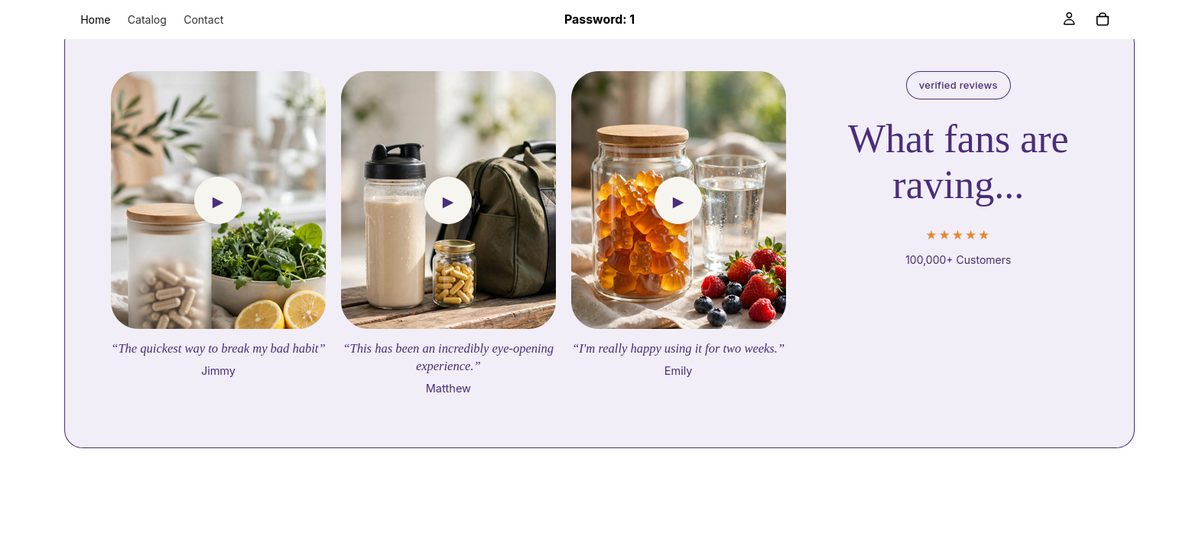 Home Catalog Contact Password: 1
verified reviews
What fans are
raving...
★★★★★
100,000+ Customers
“The quickest way to break my bad habit”
Jimmy
“This has been an incredibly eye-opening
experience.”
Matthew
“I'm really happy using it for two weeks.”
Emily